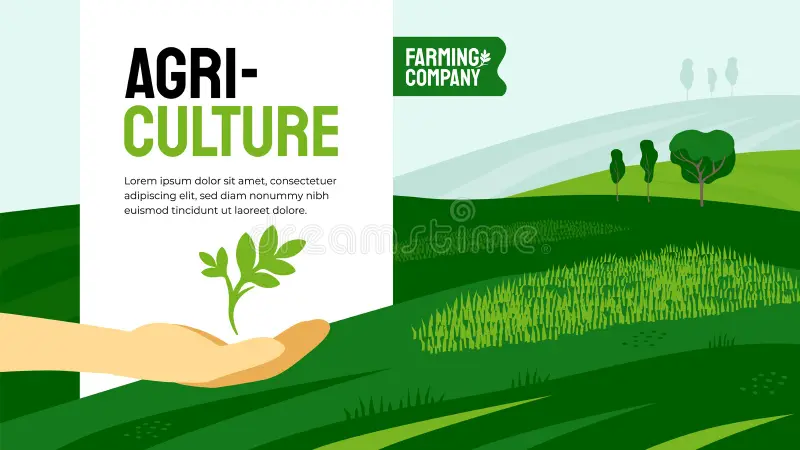 AGRI-
CULTURE
Lorem ipsum dolor sit amet, consectetuer
adipiscing elit, sed diam nonummy nibh
euismod tincidunt ut laoreet dolore.
FARMING
COMPANY
dreamstime